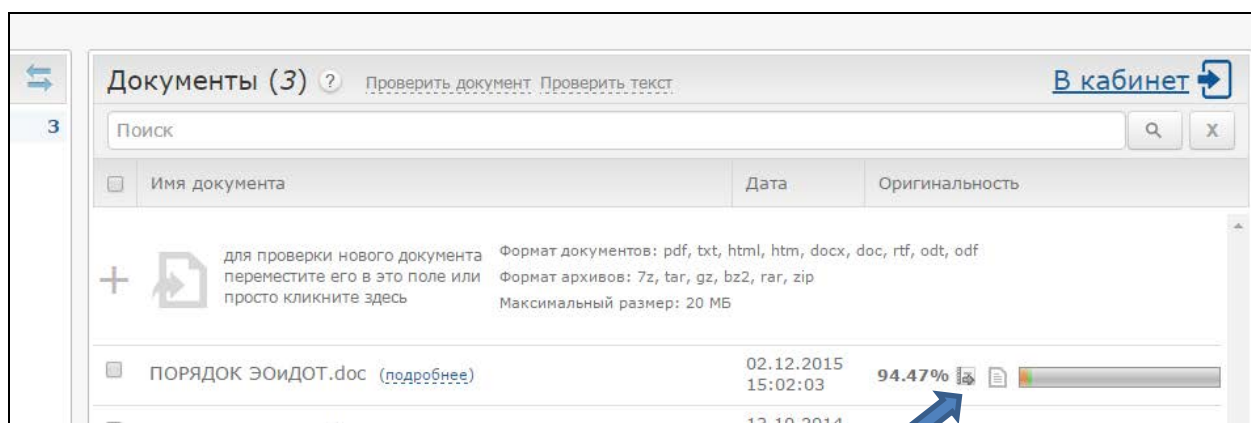 Документы (3) ? Проверить документ Проверить текст В кабинет
3
Поиск X
Имя документа Дата Оригинальность
для проверки нового документа
переместите его в это поле или
просто кликните здесь
Формат документов: pdf, txt, html, htm, docx, doc, rtf, odt, odf
Формат архивов: 7z, tar, gz, bz2, rar, zip
Максимальный размер: 20 МБ
ПОРЯДОК ЭОиДОТ.doc (подробнее) 02.12.2015 94.47%
15:02:03